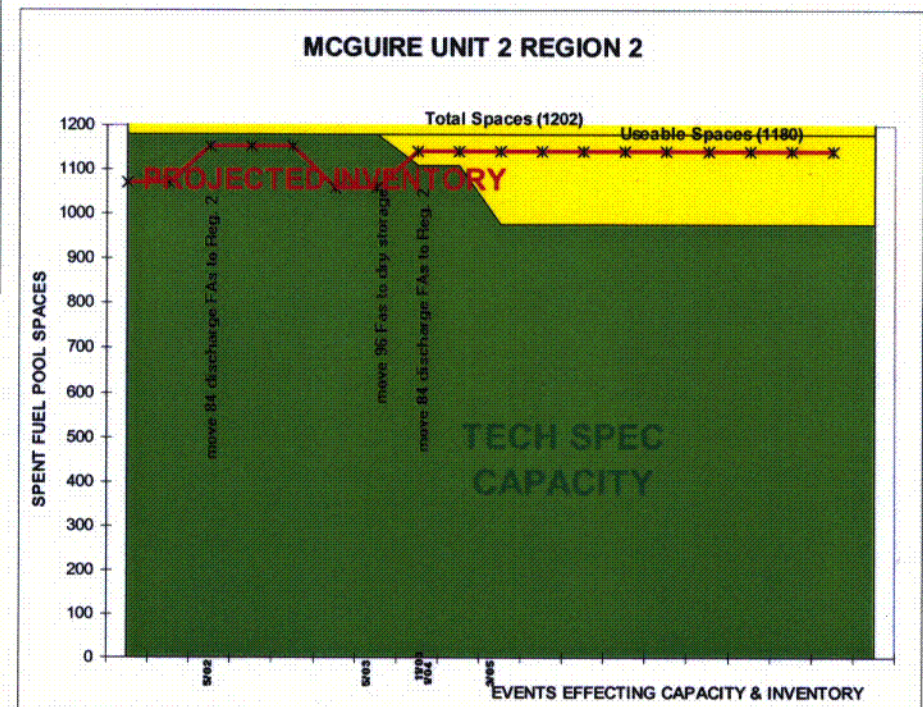 MCGUIRE UNIT 2 REGION 2
Total Spaces (1202)
Useable Spaces (1180)
PROJECTED INVENTORY
TECH SPEC
CAPACITY
move 84 discharge FAs to Reg. 2
move 96 Fas to dry storage
move 84 discharge FAs to Reg. 2
SPENT FUEL POOL SPACES
1200
1100
1000
900
800
700
600
500
400
300
200
100
0
5/02
EVENTS EFFECTING CAPACITY & INVENTORY